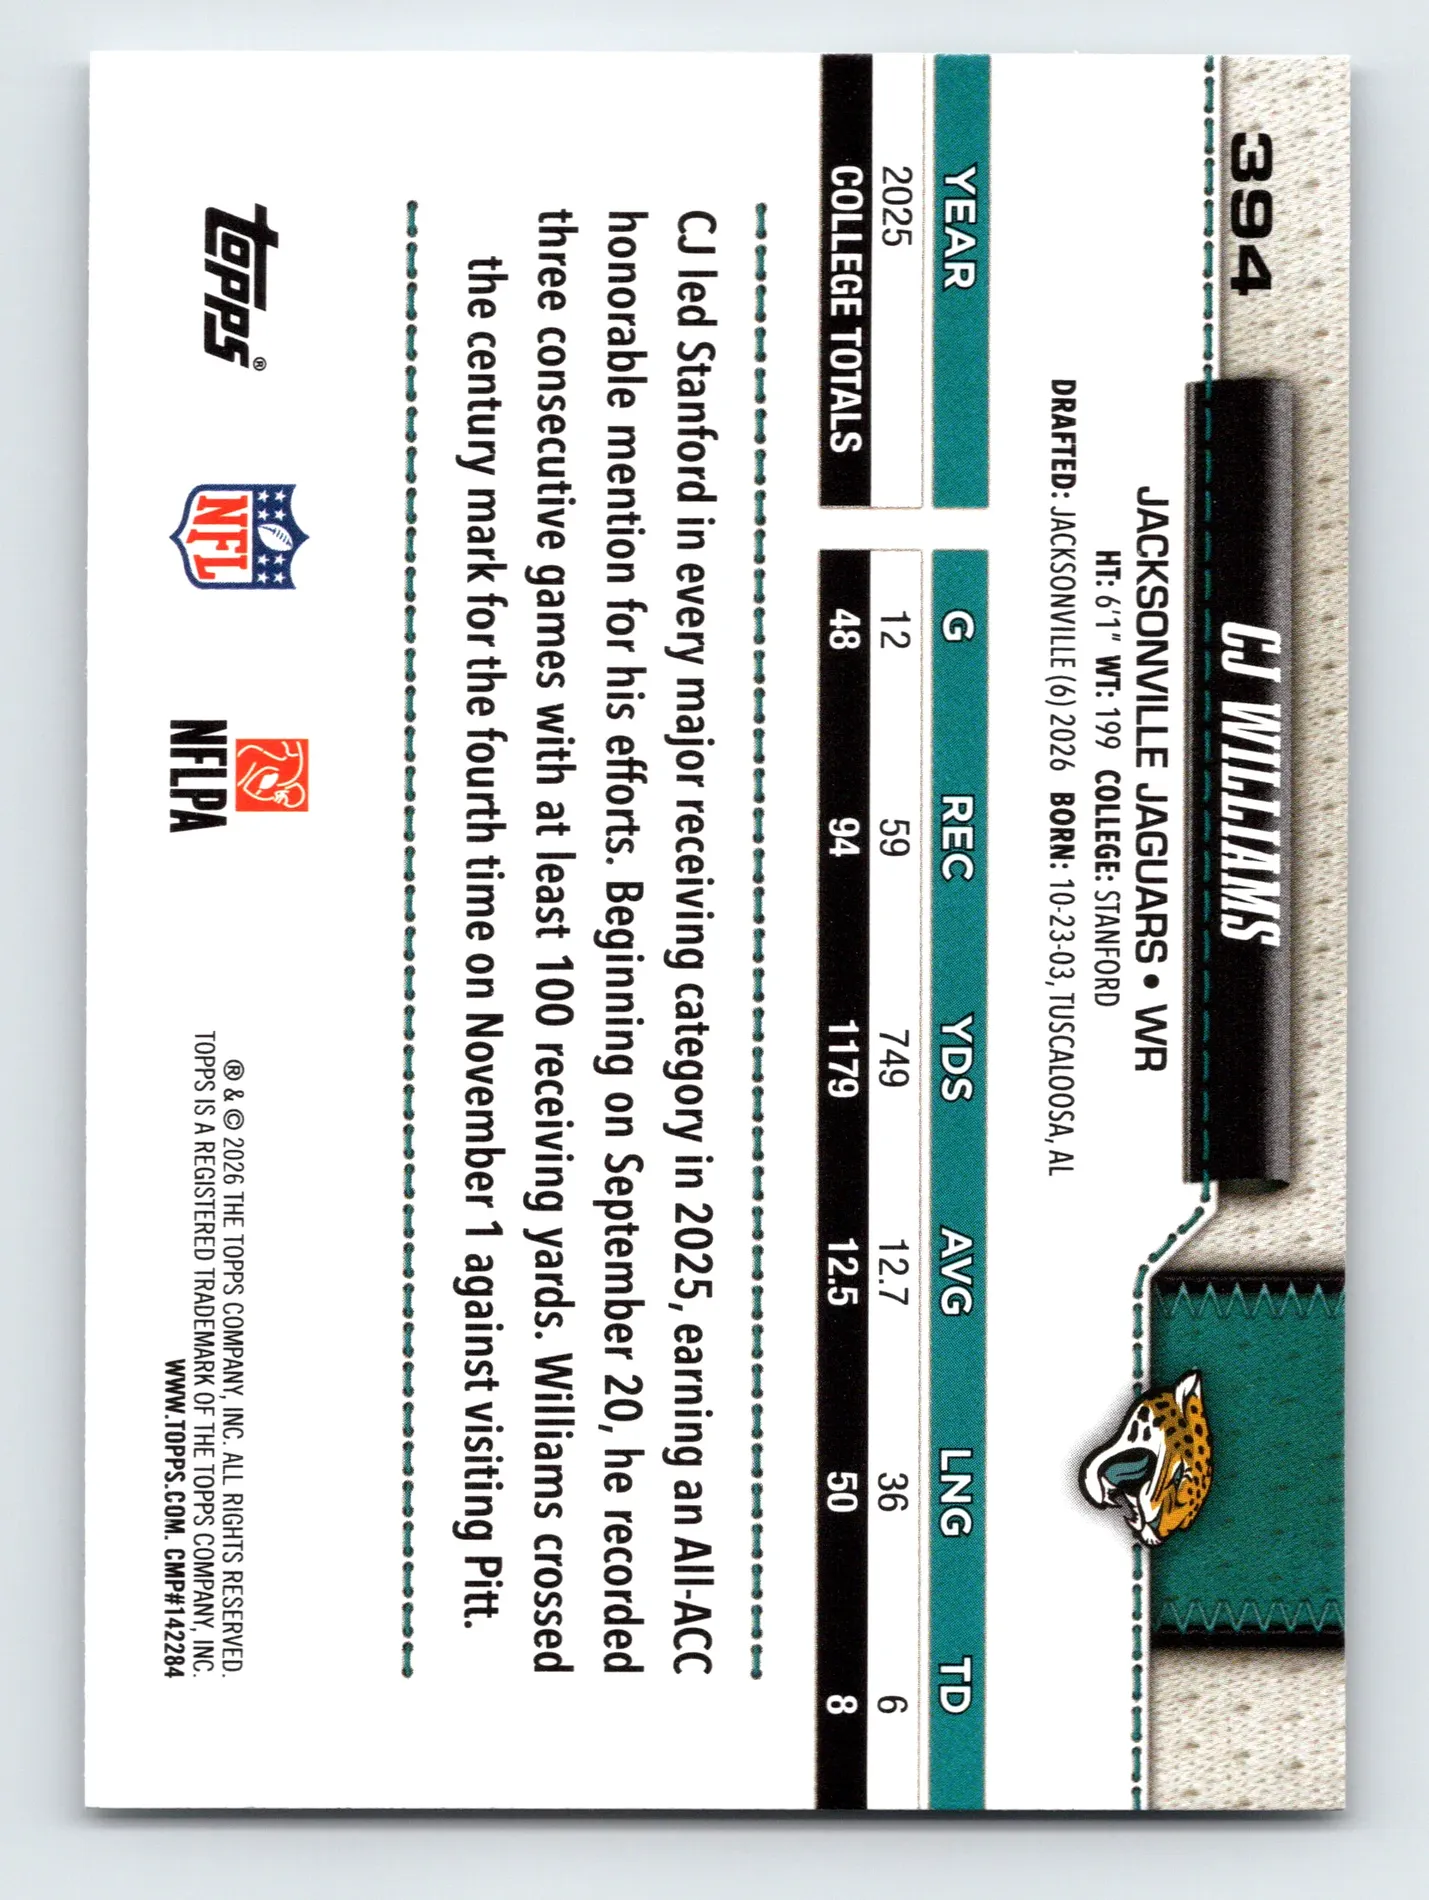 394
CJ WILLIAMS
JACKSONVILLE JAGUARS • WR
HT: 6'1" WT: 199 COLLEGE: STANFORD
DRAFTED: JACKSONVILLE (6) 2026 BORN: 10-23-03, TUSCALOOSA, AL
YEAR G REC YDS AVG LNG TD
2025 12 59 749 12.7 36 6
COLLEGE TOTALS 48 94 1179 12.5 50 8
CJ led Stanford in every major receiving category in 2025, earning an All-ACC
honorable mention for his efforts. Beginning on September 20, he recorded
three consecutive games with at least 100 receiving yards. Williams crossed
the century mark for the fourth time on November 1 against visiting Pitt.
topps®
NFL
NFLPA
® & © 2026 THE TOPPS COMPANY, INC. ALL RIGHTS RESERVED.
TOPPS IS A REGISTERED TRADEMARK OF THE TOPPS COMPANY, INC.
WWW.TOPPS.COM. CMP#142284